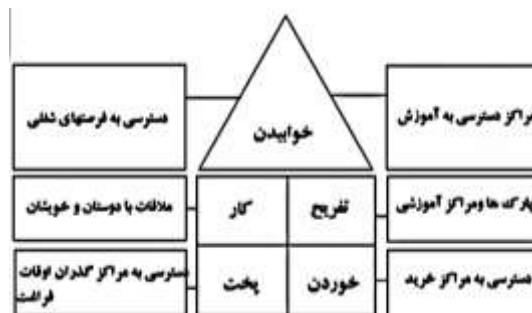 مراکز دسترسی به آموزش
خوابیدن
دسترسی به فرصتهای شغلی
پارک ها ومراکز آموزشی
تفریح
کار
ملاقات با دوستان و خویشان
دسترسی به مراکز خرید
خوردن
پخت
دسترسی به مراکز گذران اوقات
فراغت